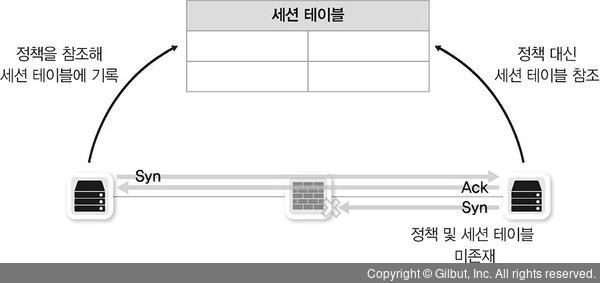 세션 테이블
정책을 참조해
세션 테이블에 기록
정책 대신
세션 테이블 참조
Syn
Ack
Syn
정책 및 세션 테이블
미존재
Copyright © Gilbut, Inc. All rights reserved.